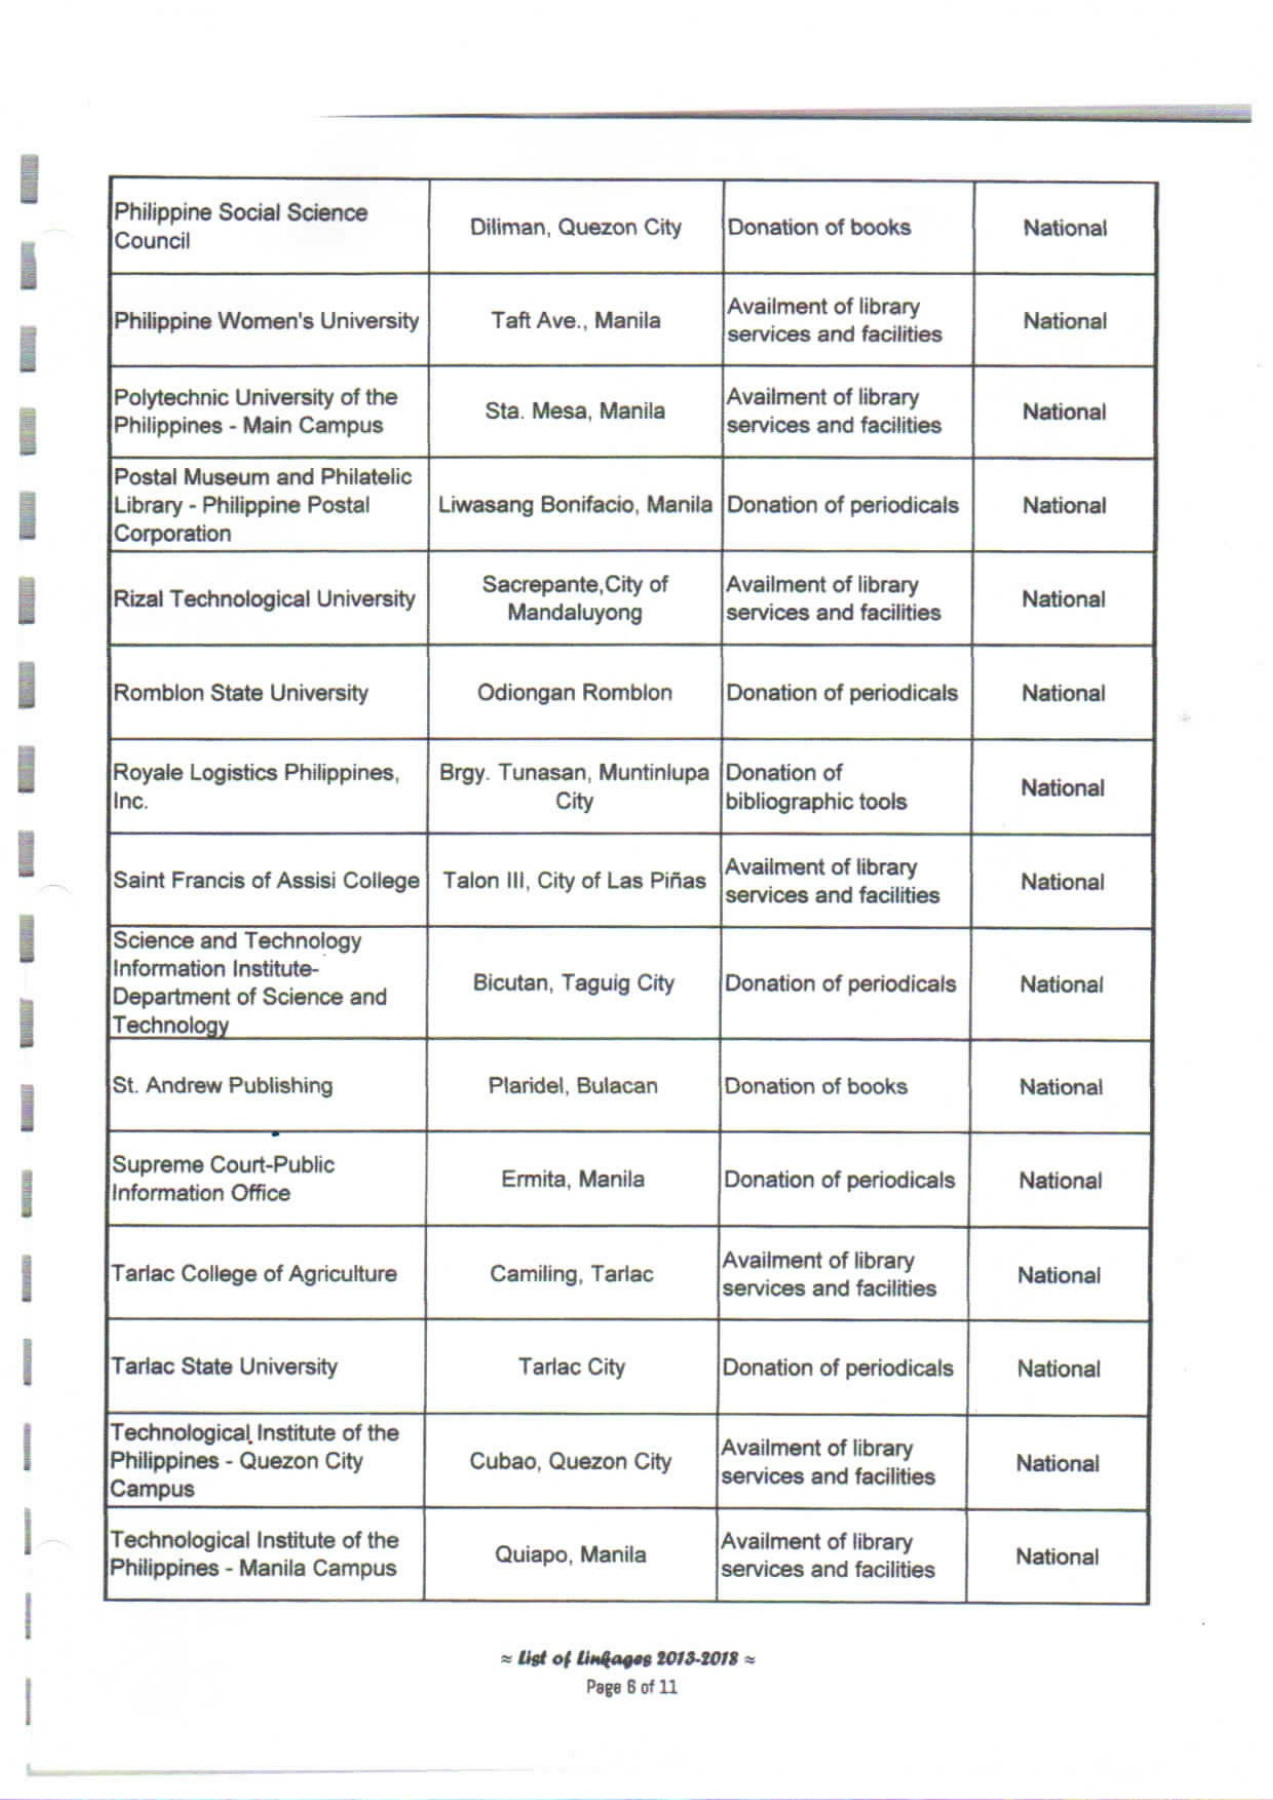 Philippine Social Science
Council
Diliman, Quezon City
Donation of books
National
Philippine Women's University
Taft Ave., Manila
Availment of library
services and facilities
National
Polytechnic University of the
Philippines - Main Campus
Sta. Mesa, Manila
Availment of library
services and facilities
National
Postal Museum and Philatelic
Library - Philippine Postal
Corporation
Liwasang Bonifacio, Manila
Donation of periodicals
National
Rizal Technological University
Sacrepante,City of
Mandaluyong
Availment of library
services and facilities
National
Romblon State University
Odiongan Romblon
Donation of periodicals
National
Royale Logistics Philippines,
Inc.
Brgy. Tunasan, Muntinlupa
City
Donation of
bibliographic tools
National
Saint Francis of Assisi College
Talon III, City of Las Piñas
Availment of library
services and facilities
National
Science and Technology
Information Institute-
Department of Science and
Technology
Bicutan, Taguig City
Donation of periodicals
National
St. Andrew Publishing
Plaridel, Bulacan
Donation of books
National
Supreme Court-Public
Information Office
Ermita, Manila
Donation of periodicals
National
Tarlac College of Agriculture
Camiling, Tarlac
Availment of library
services and facilities
National
Tarlac State University
Tarlac City
Donation of periodicals
National
Technological Institute of the
Philippines - Quezon City
Campus
Cubao, Quezon City
Availment of library
services and facilities
National
Technological Institute of the
Philippines - Manila Campus
Quiapo, Manila
Availment of library
services and facilities
National
≈ List of Linkages 2013-2018 ≈
Page 6 of 11